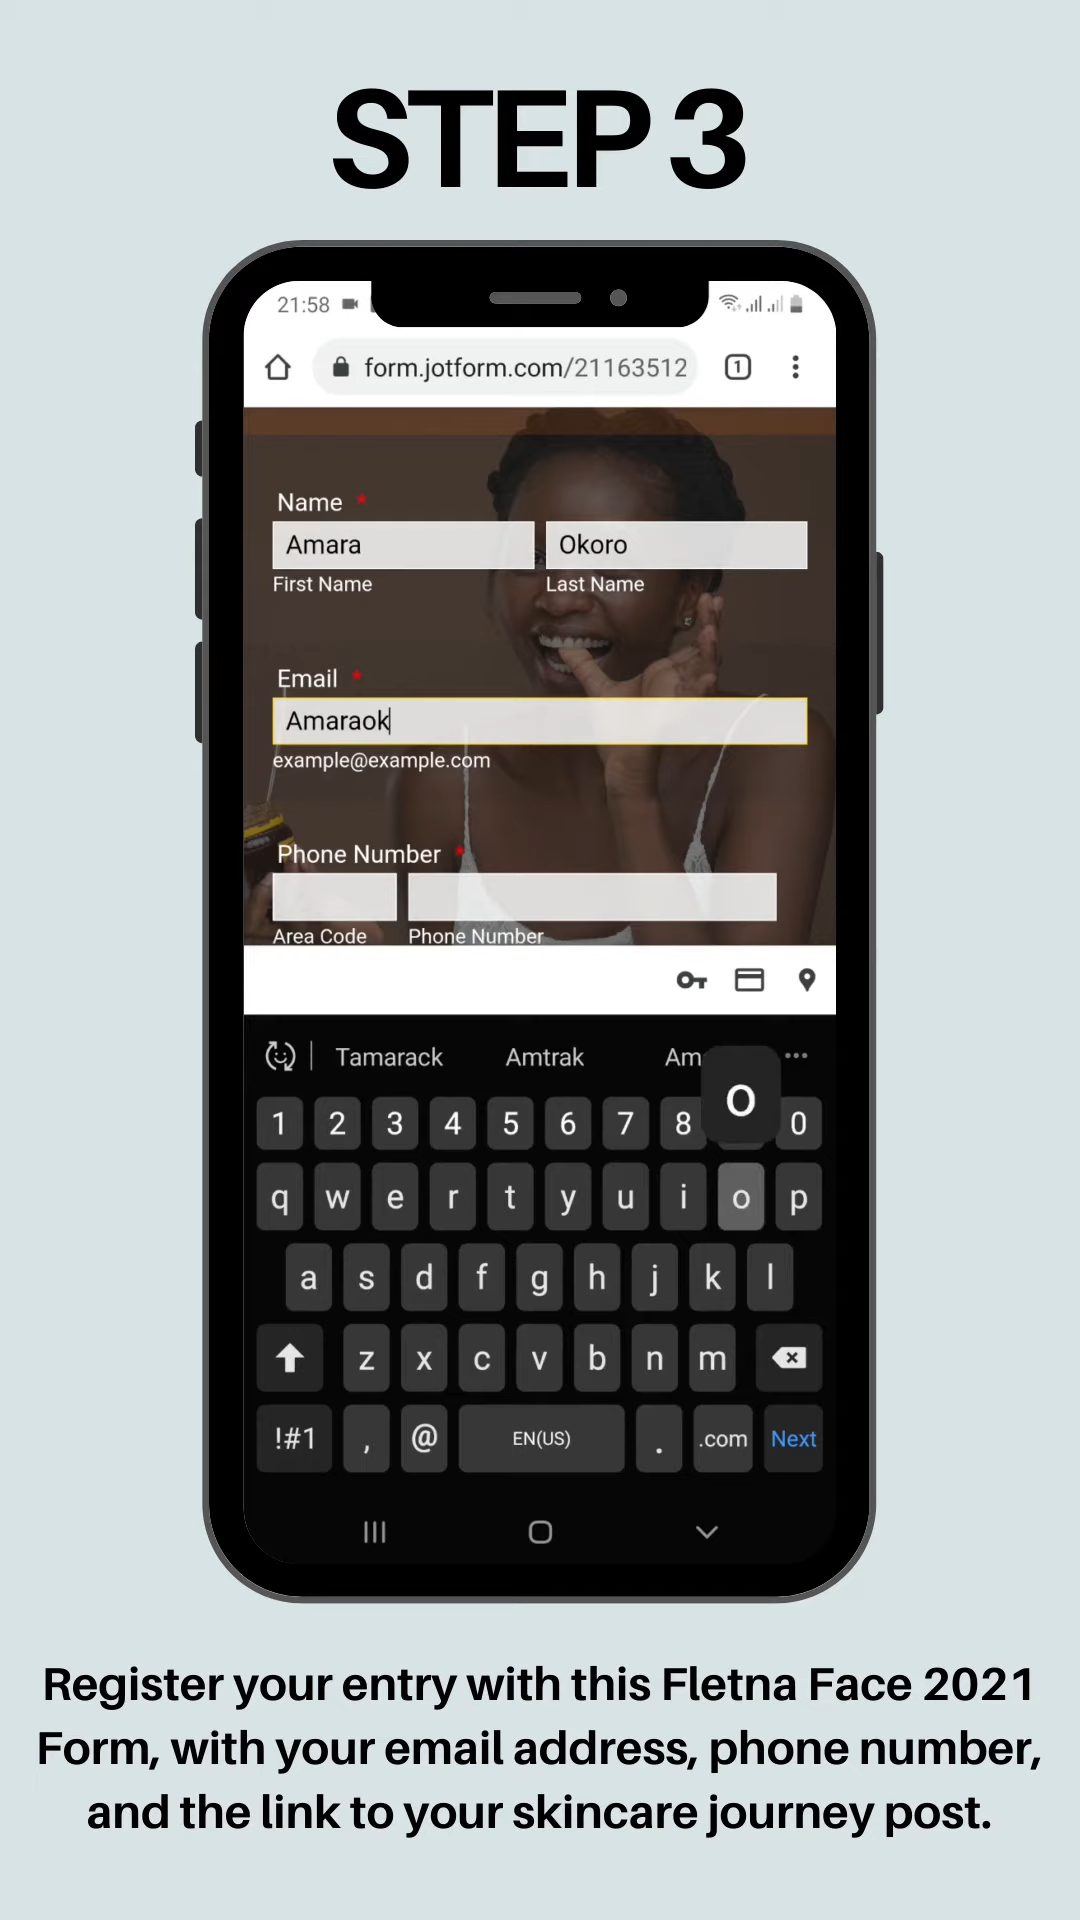 STEP 3
21:58
form.jotform.com/21163512
1
Name *
Amara Okoro
First Name Last Name
Email *
Amaraok
example@example.com
Phone Number *
Area Code Phone Number
Tamarack Amtrak Am
o
1 2 3 4 5 6 7 8 0
q w e r t y u i o p
a s d f g h j k l
z x c v b n m
!#1 , @ EN(US) . .com Next
Register your entry with this Fletna Face 2021
Form, with your email address, phone number,
and the link to your skincare journey post.